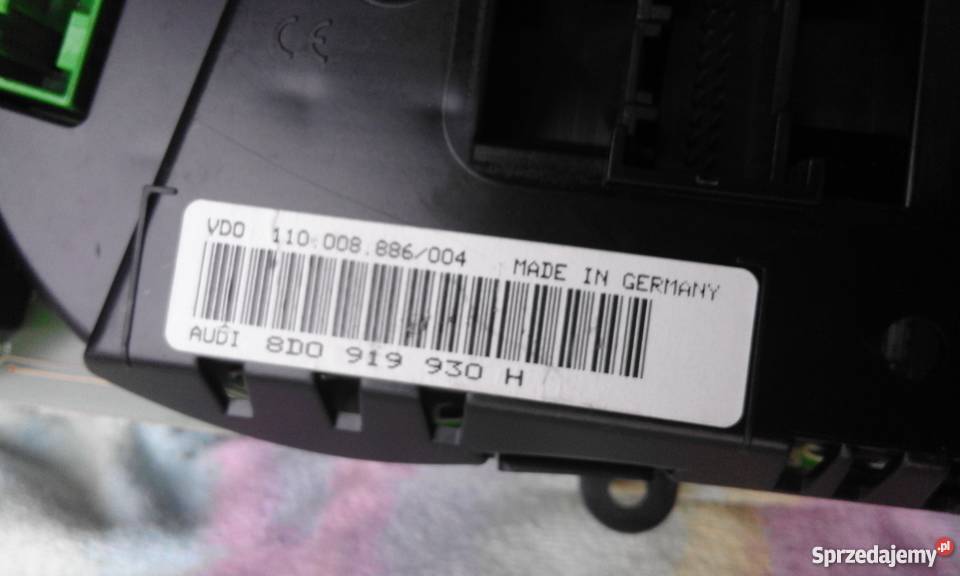 CE
VDO 110.008.886/004 MADE IN GERMANY
AUDI 8D0 919 930 H
Sprzedajemy.pl